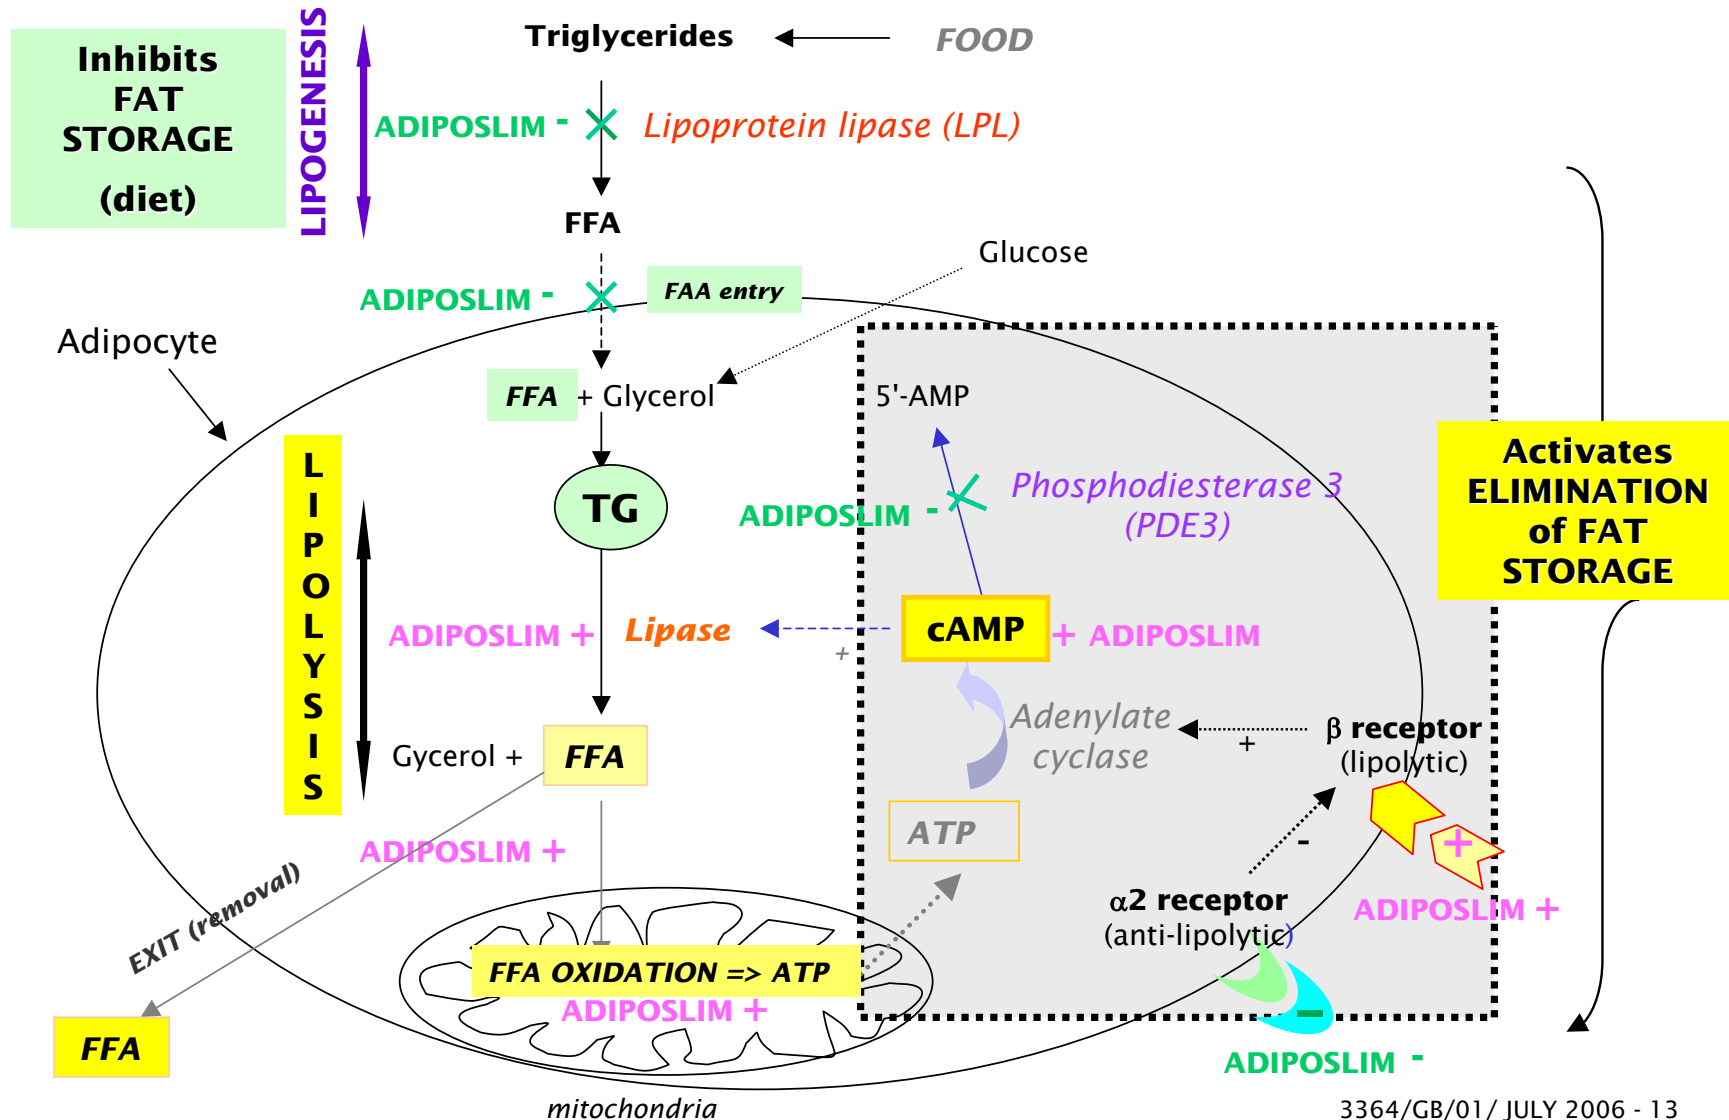 Inhibits
FAT
STORAGE
(diet)
LIPOGENESIS
Triglycerides
FOOD
ADIPOSLIM -
Lipoprotein lipase (LPL)
FFA
Glucose
ADIPOSLIM -
FAA entry
Adipocyte
FFA + Glycerol
5'-AMP
LIPOLYSIS
TG
ADIPOSLIM -
Phosphodiesterase 3
(PDE3)
Activates
ELIMINATION
of FAT
STORAGE
ADIPOSLIM +
Lipase
+
cAMP
+ ADIPOSLIM
Adenylate
cyclase
+
β receptor
(lipolytic)
Gycerol +
FFA
ATP
-
+
ADIPOSLIM +
EXIT (removal)
α2 receptor
(anti-lipolytic)
ADIPOSLIM +
FFA OXIDATION => ATP
ADIPOSLIM +
-
FFA
ADIPOSLIM -
mitochondria
3364/GB/01/ JULY 2006 - 13